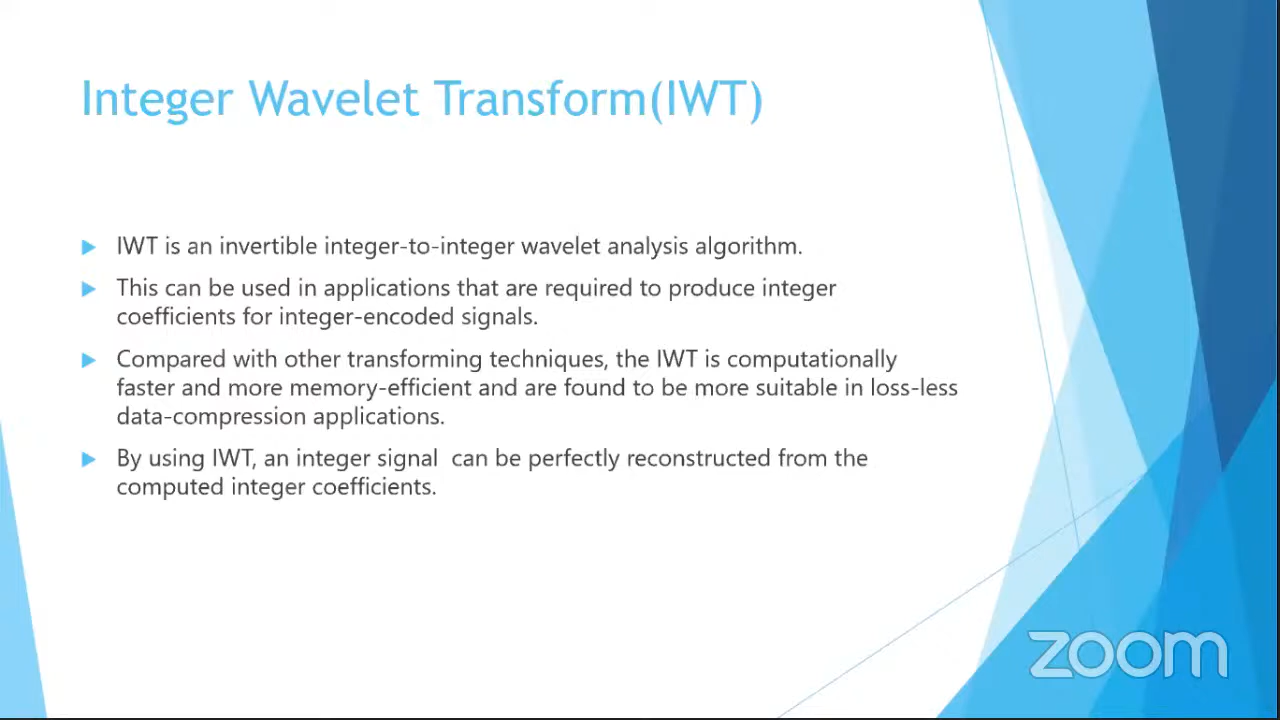 Integer Wavelet Transform(IWT)
IWT is an invertible integer-to-integer wavelet analysis algorithm.
This can be used in applications that are required to produce integer
coefficients for integer-encoded signals.
Compared with other transforming techniques, the IWT is computationally
faster and more memory-efficient and are found to be more suitable in loss-less
data-compression applications.
By using IWT, an integer signal  can be perfectly reconstructed from the
computed integer coefficients.
zoom